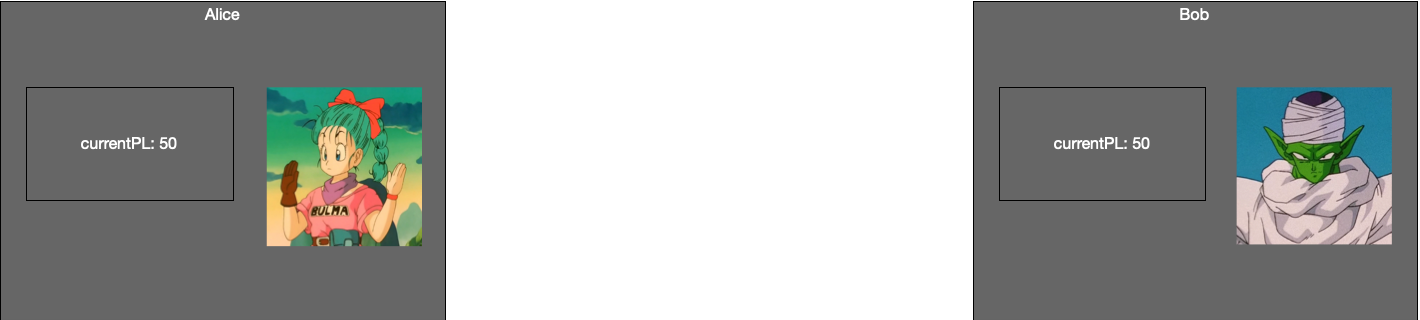 Alice
currentPL: 50
BULMA
Bob
currentPL: 50